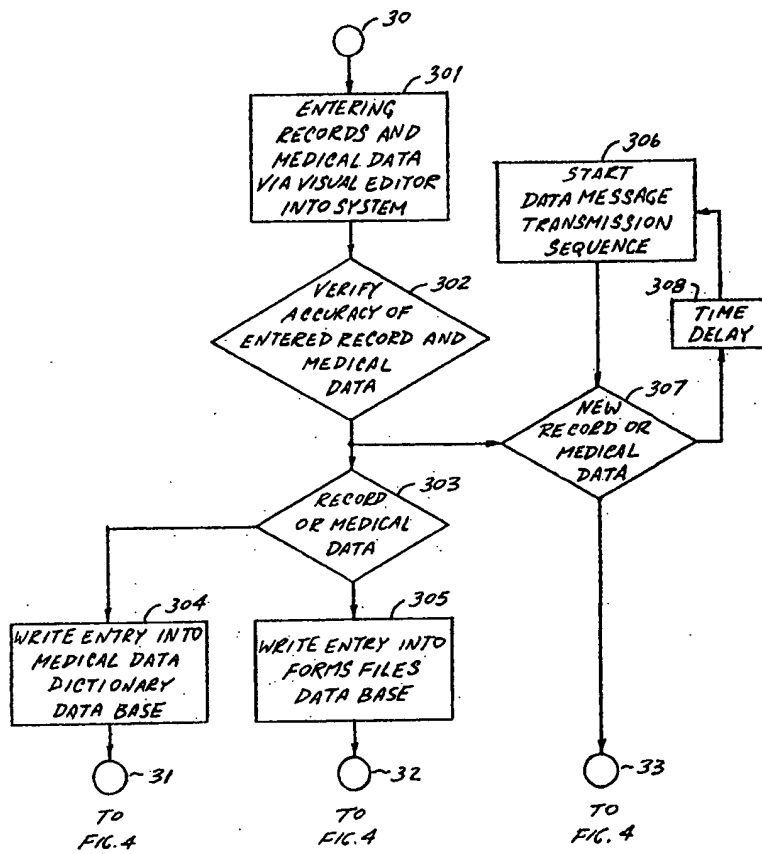 30
301
ENTERING
RECORDS AND
MEDICAL DATA
VIA VISUAL EDITOR
INTO SYSTEM
302
VERIFY
ACCURACY OF
ENTERED RECORD AND
MEDICAL
DATA
306
START
DATA MESSAGE
TRANSMISSION
SEQUENCE
308
TIME
DELAY
307
NEW
RECORD OR
MEDICAL
DATA
303
RECORD
OR MEDICAL
DATA
304
WRITE ENTRY INTO
MEDICAL DATA
DICTIONARY
DATA BASE
305
WRITE ENTRY INTO
FORMS FILES
DATA BASE
31
TO
FIG. 4
32
TO
FIG. 4
33
TO
FIG. 4